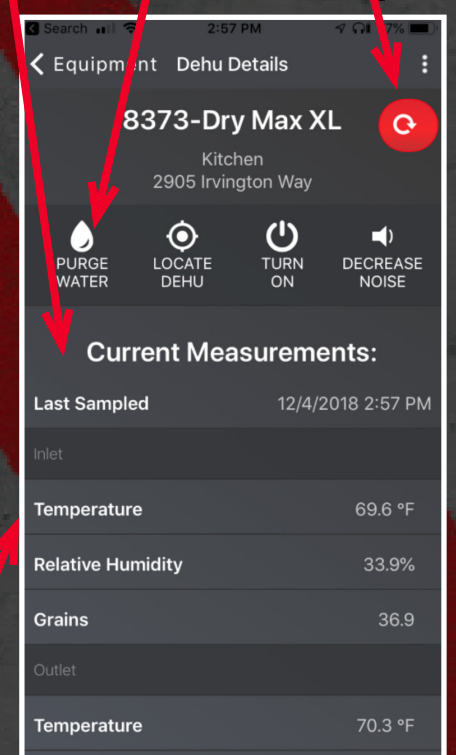 Search
2:57 PM
7%
Equipment Dehu Details
8373-Dry Max XL
Kitchen
2905 Irvington Way
PURGE
WATER
LOCATE
DEHU
TURN
ON
DECREASE
NOISE
Current Measurements:
Last Sampled 12/4/2018 2:57 PM
Inlet
Temperature 69.6 °F
Relative Humidity 33.9%
Grains 36.9
Outlet
Temperature 70.3 °F